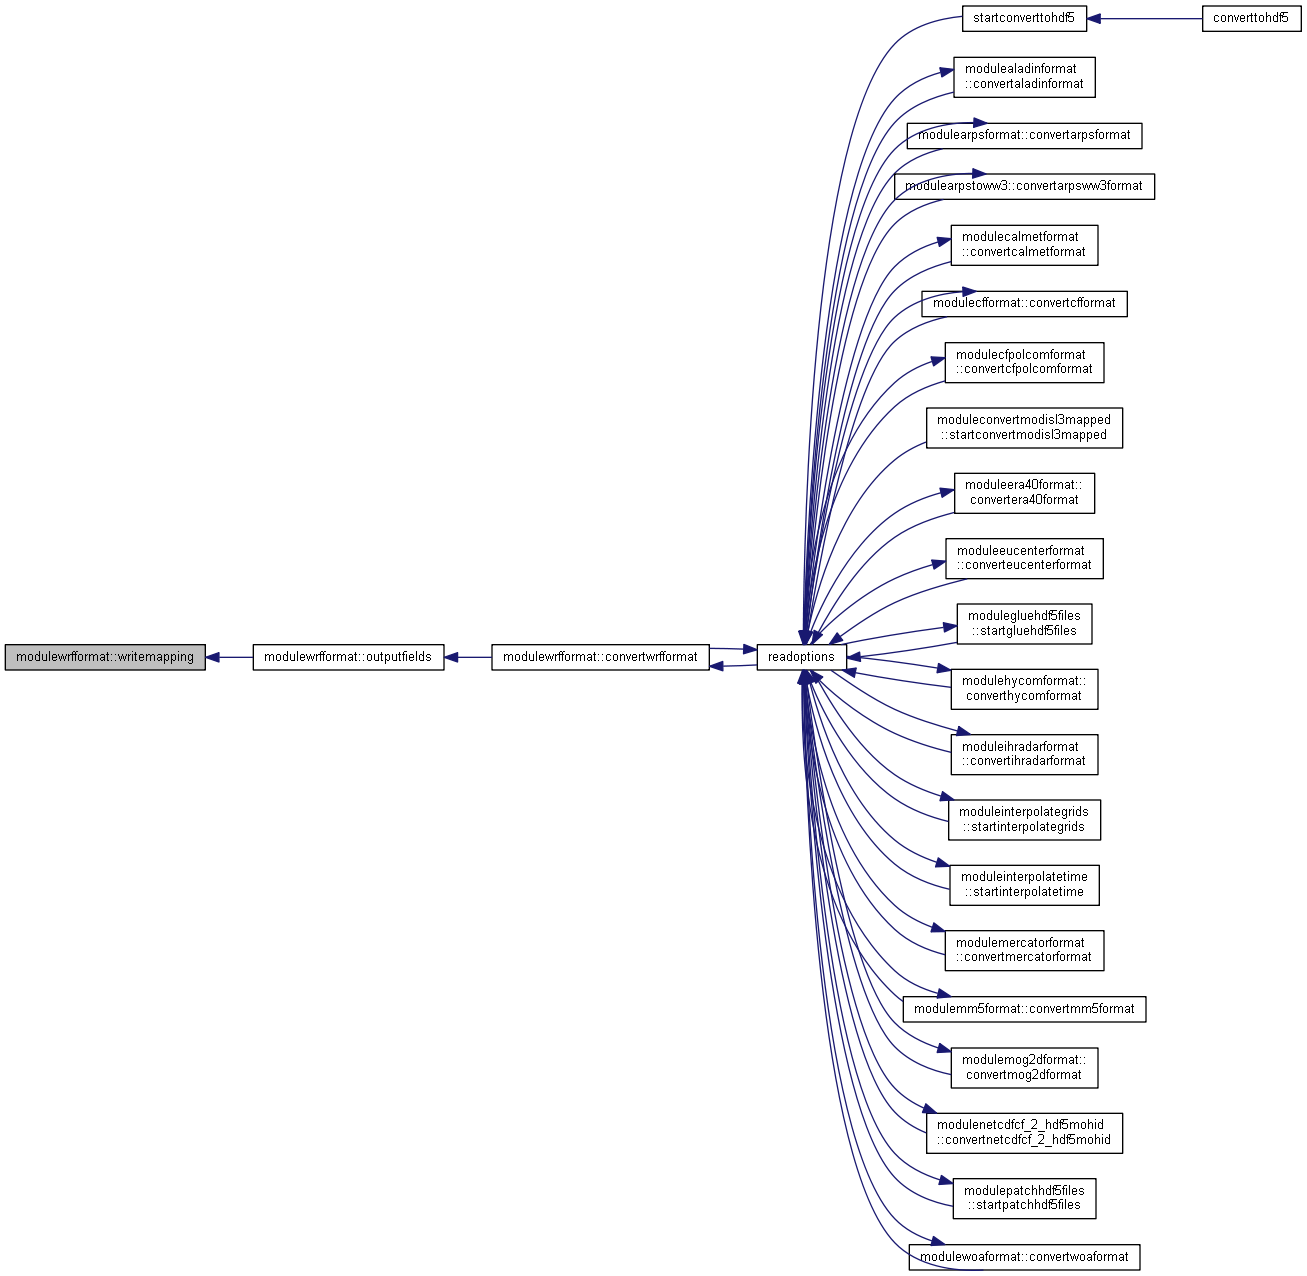 startconverttohdf5
converttohdf5
modulealadinformat
::convertaladinformat
modulearpsformat::convertarpsformat
modulearpstoww3::convertarpsww3format
modulecalmetformat
::convertcalmetformat
modulecfformat::convertcfformat
modulecfpolcomformat
::convertcfpolcomformat
moduleconvertmodisl3mapped
::startconvertmodisl3mapped
moduleera40format::
convertera40format
moduleeucenterformat
::converteucenterformat
modulegluehdf5files
::startgluehdf5files
modulewrfformat::writemapping
modulewrfformat::outputfields
modulewrfformat::convertwrfformat
readoptions
modulehycomformat::
converthycomformat
moduleihradarformat
::convertihradarformat
moduleinterpolategrids
::startinterpolategrids
moduleinterpolatetime
::startinterpolatetime
modulemercatorformat
::convertmercatorformat
modulemm5format::convertmm5format
modulemog2dformat::
convertmog2dformat
modulenetcdfcf_2_hdf5mohid
::convertnetcdfcf_2_hdf5mohid
modulepatchhdf5files
::startpatchhdf5files
modulewoaformat::convertwoaformat